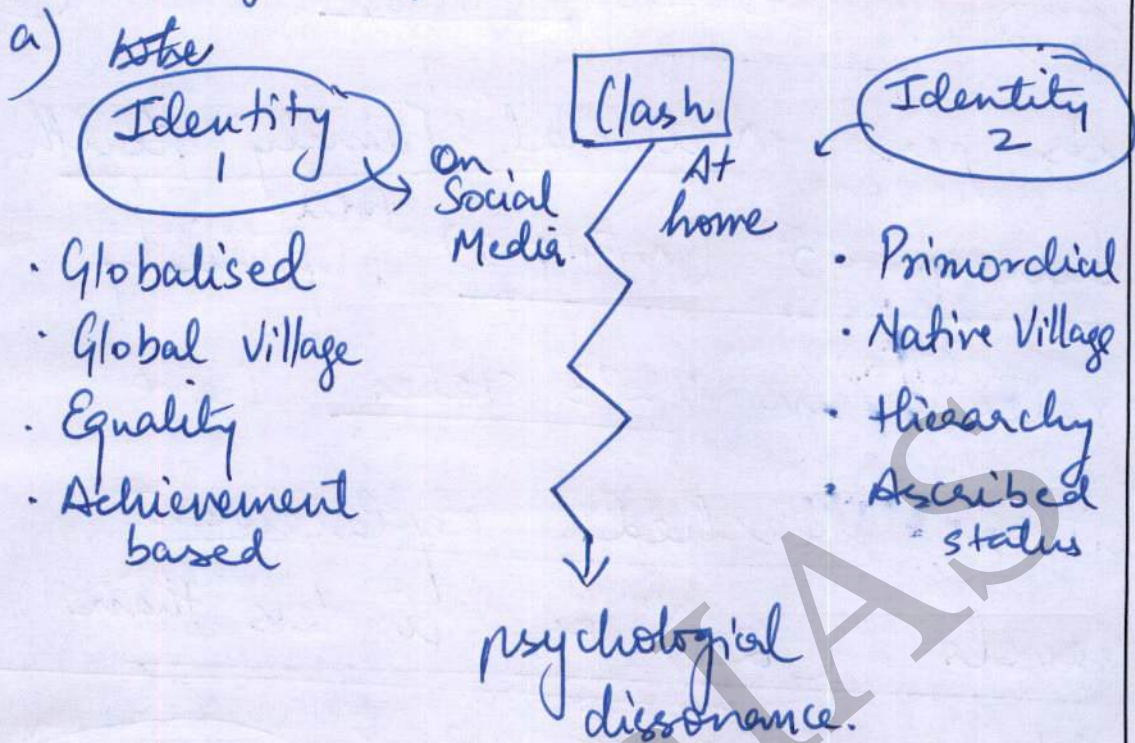 a)
Identity
1
On
Social
Media
· Globalised
· Global Village
· Equality
· Achievement
based
Clash
At
home
psychological
dissonance.
Identity
2
· Primordial
· Native Village
· Hierarchy
· Ascribed
status
IAS